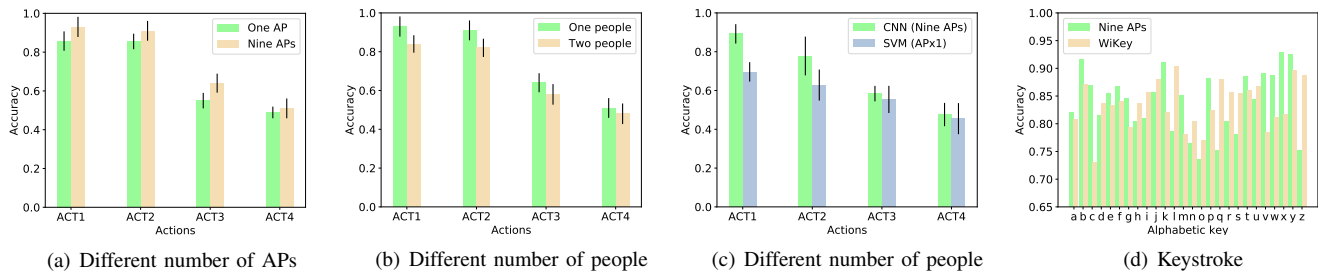 1.0
0.8
0.6
0.4
0.2
0.0
Accuracy
One AP
Nine APs
ACT1 ACT2 ACT3 ACT4
Actions
(a) Different number of APs
1.0
0.8
0.6
0.4
0.2
0.0
Accuracy
One people
Two people
ACT1 ACT2 ACT3 ACT4
Actions
(b) Different number of people
1.0
0.8
0.6
0.4
0.2
0.0
Accuracy
CNN (Nine APs)
SVM (APx1)
ACT1 ACT2 ACT3 ACT4
Actions
(c) Different number of people
1.00
0.95
0.90
0.85
0.80
0.75
0.70
0.65
Accuracy
Nine APs
WiKey
a b c d e f g h i j k l m n o p q r s t u v w x y z
Alphabetic key
(d) Keystroke